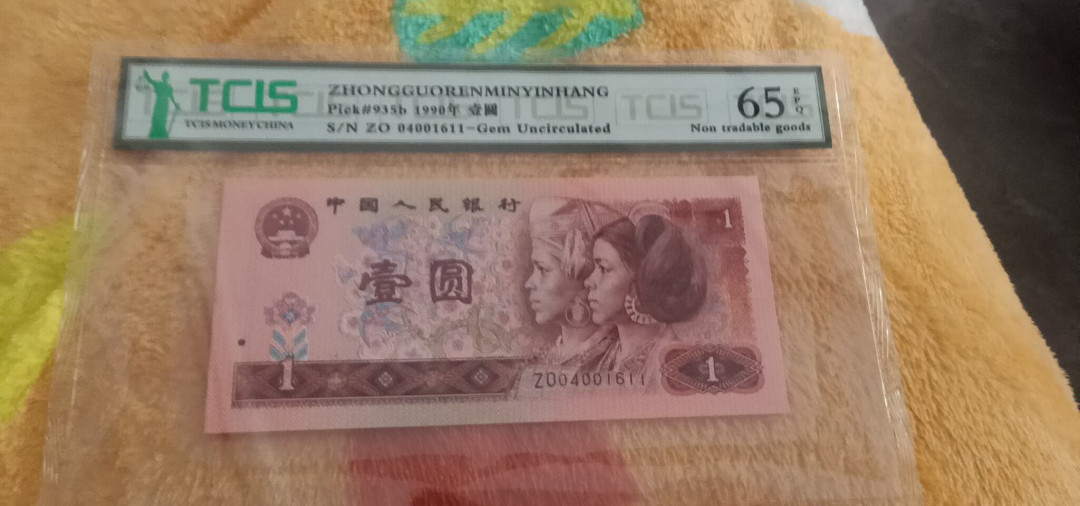 TCIS
TCIS MONEY CHINA
ZHONGGUORENMINYINHANG
Pick#935b 1990年 壹圆
S/N ZO 04001611-Gem Uncirculated
65 EPQ
Non tradable goods
中国人民银行
1
壹圆
1
ZO04001611
1